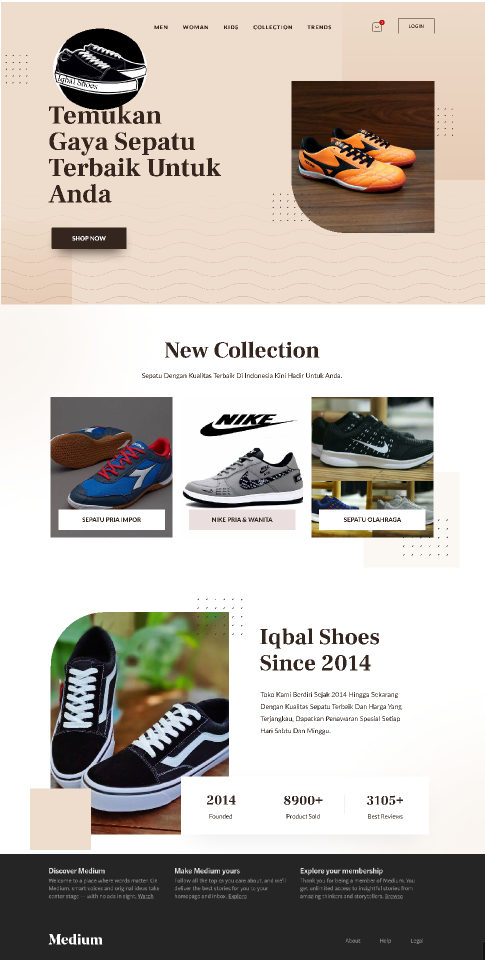 MEN WOMAN KIDS COLLECTION TRENDS
LOGIN
Iqbal Shoes
Temukan
Gaya Sepatu
Terbaik Untuk
Anda
SHOP NOW
New Collection
Sepatu Dengan Kualitas Terbaik Di Indonesia Kini Hadir Untuk Anda.
NIKE
SEPATU PRIA IMPOR
NIKE PRIA & WANITA
SEPATU OLAHRAGA
Iqbal Shoes
Since 2014
Toko Kami Berdiri Sejak 2014 Hingga Sekarang
Dengan Kualitas Sepatu Terbaik Dan Harga Yang
Terjangkau, Dapatkan Penawaran Spesial Setiap
Hari Sabtu Dan Minggu.
2014 8900+ 3105+
Founded Product Sold Best Reviews
Discover Medium
Welcome to a place where words matter. On
Medium, smart voices and original ideas take
center stage — with no ads in sight. Watch
Make Medium yours
Follow all the topics you care about, and we'll
deliver the best stories for you to your
homepage and inbox. Explore
Explore your membership
Thank you for being a member of Medium. You
get unlimited access to insightful stories from
amazing thinkers and storytellers. Browse
Medium
About Help Legal